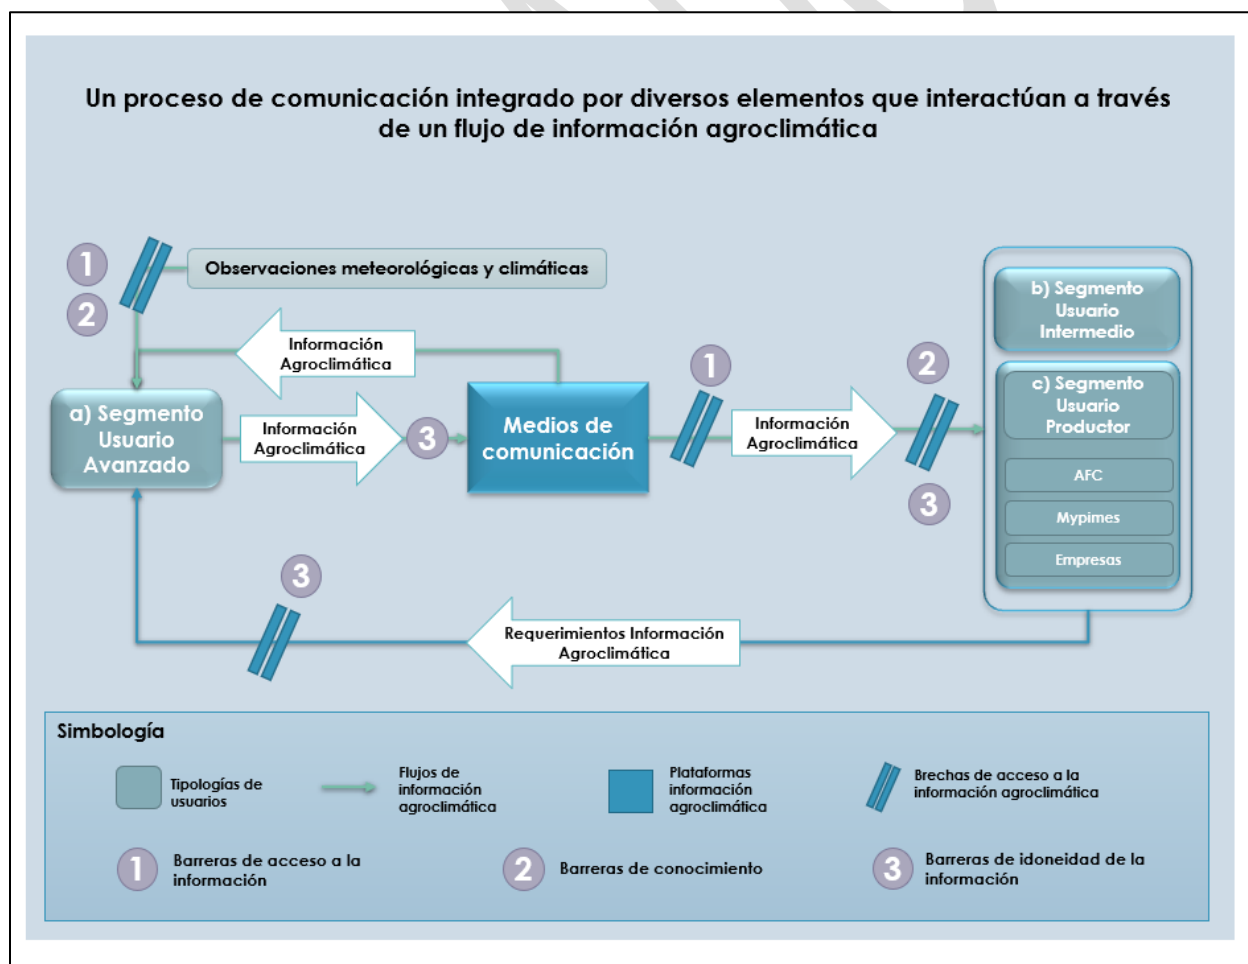 Un proceso de comunicación integrado por diversos elementos que interactúan a través
de un flujo de información agroclimática
1
2
Observaciones meteorológicas y climáticas
Información
Agroclimática
a) Segmento
Usuario
Avanzado
Información
Agroclimática
3
Medios de
comunicación
1
Información
Agroclimática
2
3
b) Segmento
Usuario
Intermedio
c) Segmento
Usuario
Productor
AFC
Mypimes
Empresas
3
Requerimientos Información
Agroclimática
Simbología
Tipologías de
usuarios
Flujos de
información
agroclimática
Plataformas
información
agroclimática
Brechas de acceso a la
información agroclimática
1
Barreras de acceso a la
información
2
Barreras de conocimiento
3
Barreras de idoneidad de la
información